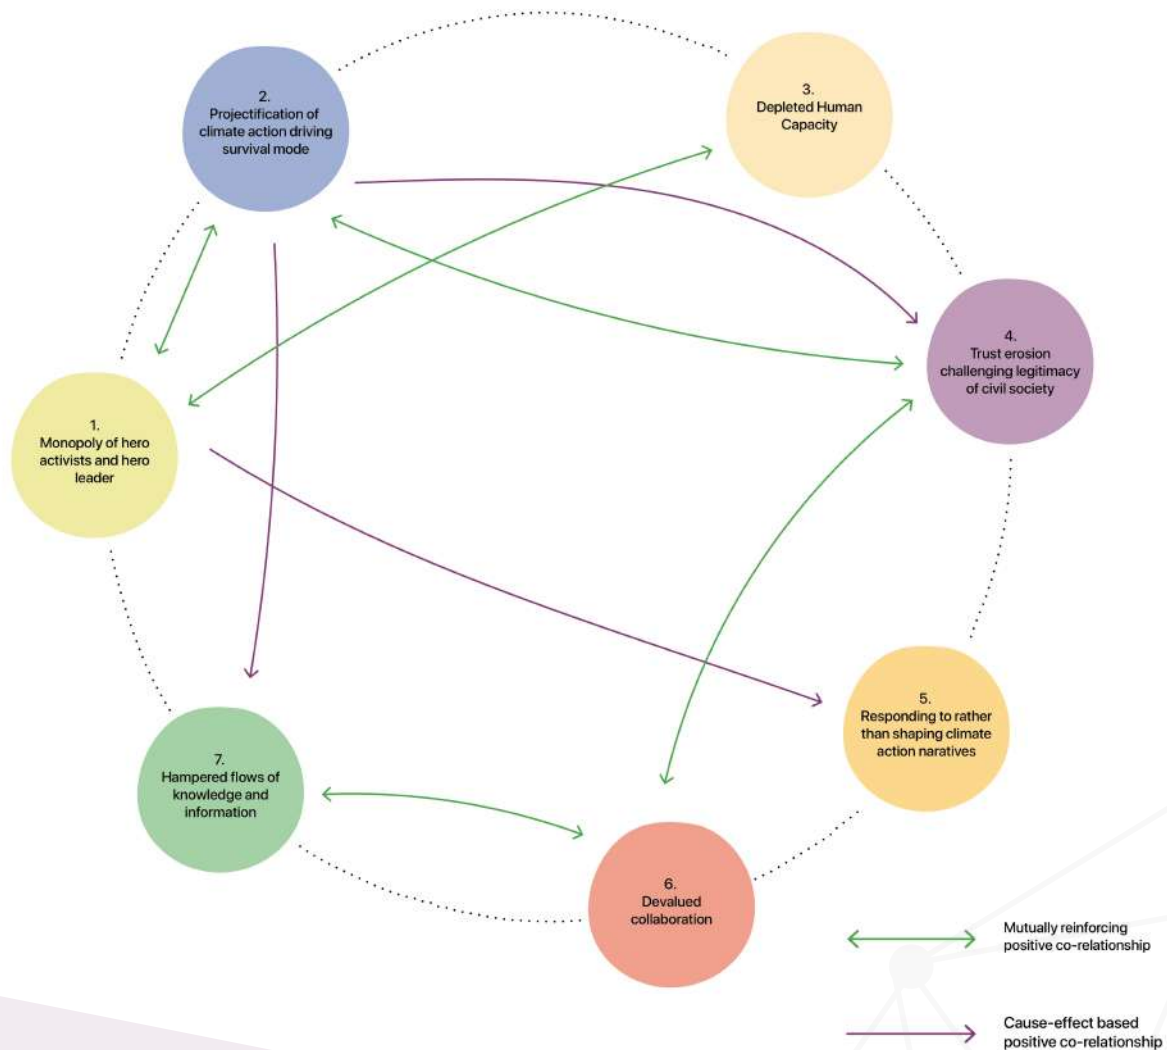 2.
Projectification of
climate action driving
survival mode
3.
Depleted Human
Capacity
4.
Trust erosion
challenging legitimacy
of civil society
1.
Monopoly of hero
activists and hero
leader
5.
Responding to rather
than shaping climate
action naratives
7.
Hampered flows of
knowledge and
information
6.
Devalued
collaboration
Mutually reinforcing
positive co-relationship
Cause-effect based
positive co-relationship